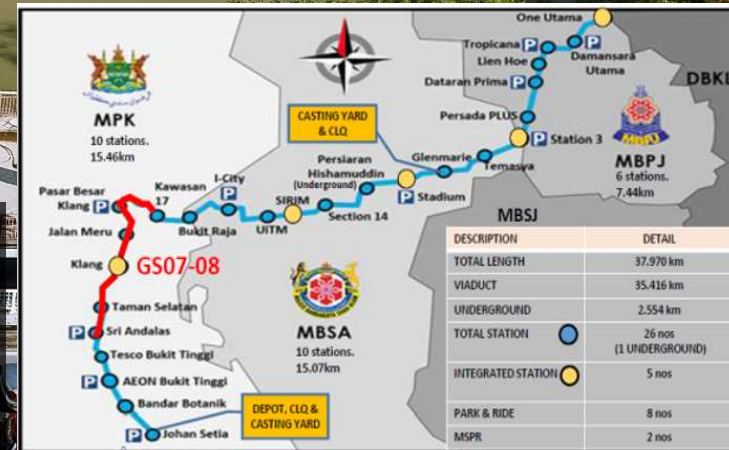 One Utama
Tropicana P
P
Damansara
Utama
Lien Hoe
Dataran Prima P
DBKL
Persada PLUS
P Station 3
MBPJ
6 stations.
7.44km
MPK
10 stations.
15.46km
CASTING YARD
& CLQ
Persiaran
Hishamuddin
(Underground)
Glenmarie
Temasya
P Stadium
I-City
P
Kawasan
17
Pasar Besar
Klang P
SIRIM
Section 14
UiTM
Bukit Raja
Jalan Meru
Klang
GS07-08
Taman Selatan
P Sri Andalas
Tesco Bukit Tinggi
P AEON Bukit Tinggi
Bandar Botanik
P Johan Setia
DEPOT, CLQ &
CASTING YARD
MBSA
10 stations.
15.07km
MBSJ
DESCRIPTION DETAIL
TOTAL LENGTH 37.970 km
VIADUCT 35.416 km
UNDERGROUND 2.554 km
TOTAL STATION 26 nos
(1 UNDERGROUND)
INTEGRATED STATION 5 nos
PARK & RIDE 8 nos
MSPR 2 nos